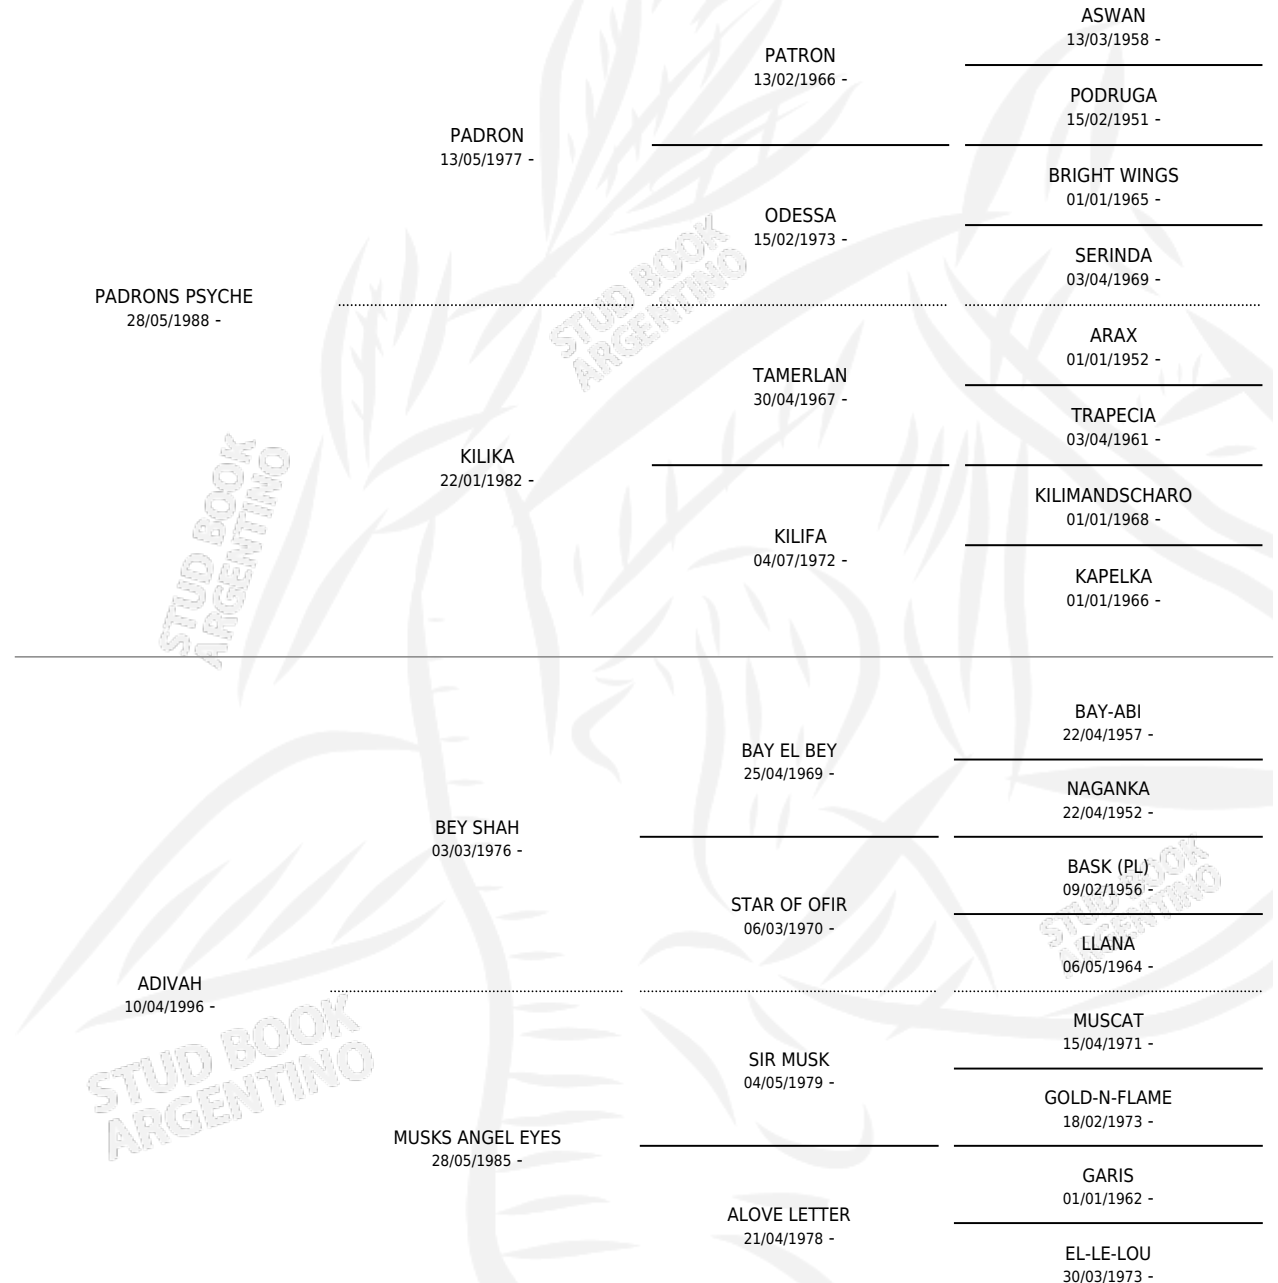 ASWAN
13/03/1958 -
PATRON
13/02/1966 -
PODRUGA
15/02/1951 -
PADRON
13/05/1977 -
BRIGHT WINGS
01/01/1965 -
ODESSA
15/02/1973 -
SERINDA
03/04/1969 -
PADRONS PSYCHE
28/05/1988 -
ARAX
01/01/1952 -
TAMERLAN
30/04/1967 -
TRAPECIA
03/04/1961 -
KILIKA
22/01/1982 -
KILIMANDSCHARO
01/01/1968 -
KILIFA
04/07/1972 -
KAPELKA
01/01/1966 -
BAY-ABI
22/04/1957 -
BAY EL BEY
25/04/1969 -
NAGANKA
22/04/1952 -
BEY SHAH
03/03/1976 -
BASK (PL)
09/02/1956 -
STAR OF OFIR
06/03/1970 -
LLANA
06/05/1964 -
ADIVAH
10/04/1996 -
MUSCAT
15/04/1971 -
SIR MUSK
04/05/1979 -
GOLD-N-FLAME
18/02/1973 -
MUSKS ANGEL EYES
28/05/1985 -
GARIS
01/01/1962 -
ALOVE LETTER
21/04/1978 -
EL-LE-LOU
30/03/1973 -
STUD BOOK
ARGENTINO
STUD BOOK
ARGENTINO
STUD BOOK
ARGENTINO
STUD BOOK
ARGENTINO